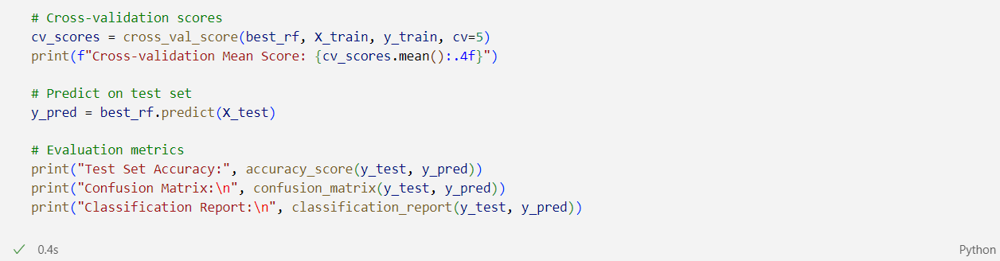 # Cross-validation scores
cv_scores = cross_val_score(best_rf, X_train, y_train, cv=5)
print(f"Cross-validation Mean Score: {cv_scores.mean():.4f}")
# Predict on test set
y_pred = best_rf.predict(X_test)
# Evaluation metrics
print("Test Set Accuracy:", accuracy_score(y_test, y_pred))
print("Confusion Matrix:\n", confusion_matrix(y_test, y_pred))
print("Classification Report:\n", classification_report(y_test, y_pred))
0.4s
Python